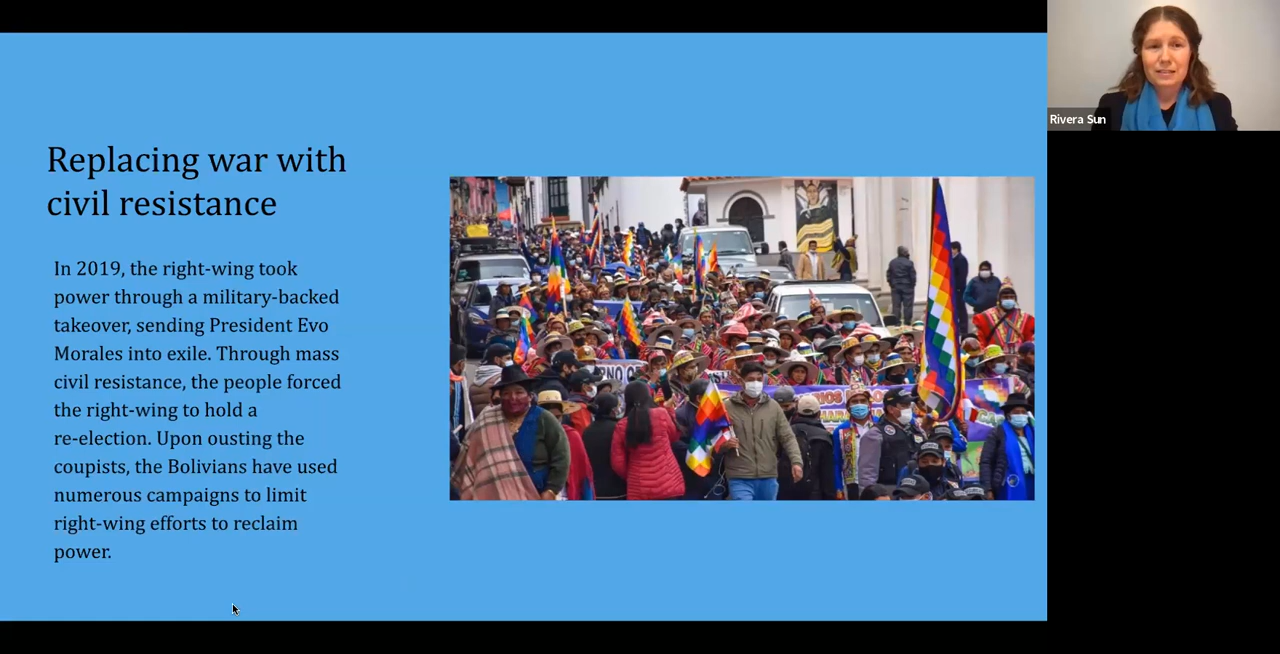 Replacing war with
civil resistance
In 2019, the right-wing took
power through a military-backed
takeover, sending President Evo
Morales into exile. Through mass
civil resistance, the people forced
the right-wing to hold a
re-election. Upon ousting the
coupists, the Bolivians have used
numerous campaigns to limit
right-wing efforts to reclaim
power.
Rivera Sun